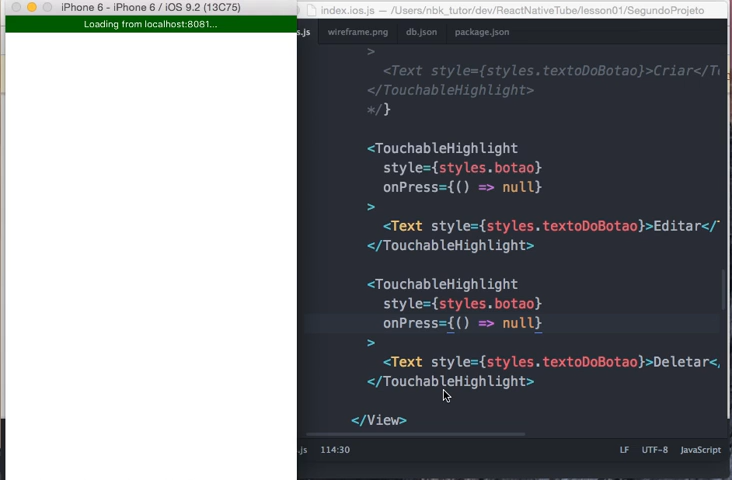 iPhone 6 - iPhone 6 / iOS 9.2 (13C75)
Loading from localhost:8081...
index.ios.js — /Users/nbk_tutor/dev/ReactNativeTube/lesson01/SegundoProjeto
s.js wireframe.png db.json package.json
>
<Text style={styles.textoDoBotao}>Criar</T
</TouchableHighlight>
*/}
<TouchableHighlight
style={styles.botao}
onPress={() => null}
>
<Text style={styles.textoDoBotao}>Editar</T
</TouchableHighlight>
<TouchableHighlight
style={styles.botao}
onPress={() => null}
>
<Text style={styles.textoDoBotao}>Deletar</
</TouchableHighlight>
</View>
.js 114:30 LF UTF-8 JavaScript